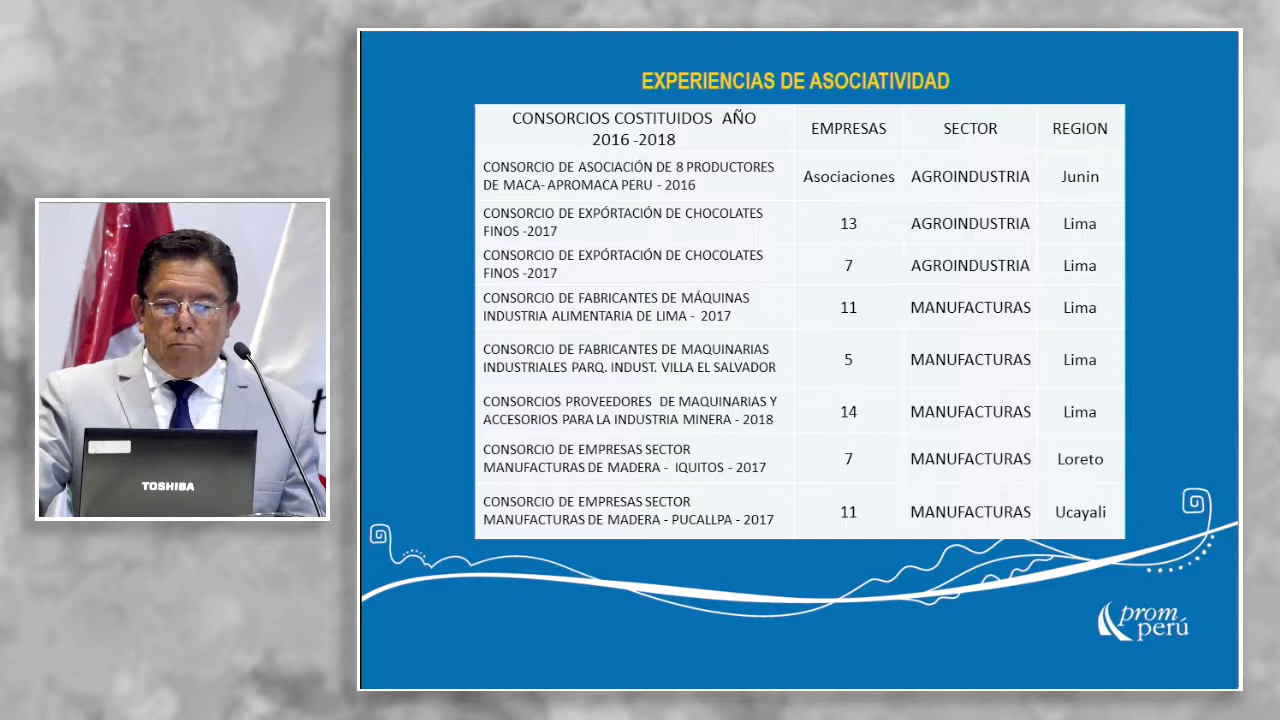 EXPERIENCIAS DE ASOCIATIVIDAD
CONSORCIOS COSTITUIDOS AÑO
2016 -2018
EMPRESAS
SECTOR
REGION
CONSORCIO DE ASOCIACIÓN DE 8 PRODUCTORES
DE MACA- APROMACA PERU - 2016
Asociaciones
AGROINDUSTRIA
Junin
CONSORCIO DE EXPÓRTACIÓN DE CHOCOLATES
FINOS -2017
13
AGROINDUSTRIA
Lima
CONSORCIO DE EXPÓRTACIÓN DE CHOCOLATES
FINOS -2017
7
AGROINDUSTRIA
Lima
CONSORCIO DE FABRICANTES DE MÁQUINAS
INDUSTRIA ALIMENTARIA DE LIMA - 2017
11
MANUFACTURAS
Lima
CONSORCIO DE FABRICANTES DE MAQUINARIAS
INDUSTRIALES PARQ. INDUST. VILLA EL SALVADOR
5
MANUFACTURAS
Lima
CONSORCIOS PROVEEDORES DE MAQUINARIAS Y
ACCESORIOS PARA LA INDUSTRIA MINERA - 2018
14
MANUFACTURAS
Lima
CONSORCIO DE EMPRESAS SECTOR
MANUFACTURAS DE MADERA - IQUITOS - 2017
7
MANUFACTURAS
Loreto
CONSORCIO DE EMPRESAS SECTOR
MANUFACTURAS DE MADERA - PUCALLPA - 2017
11
MANUFACTURAS
Ucayali
TOSHIBA
prom
perú